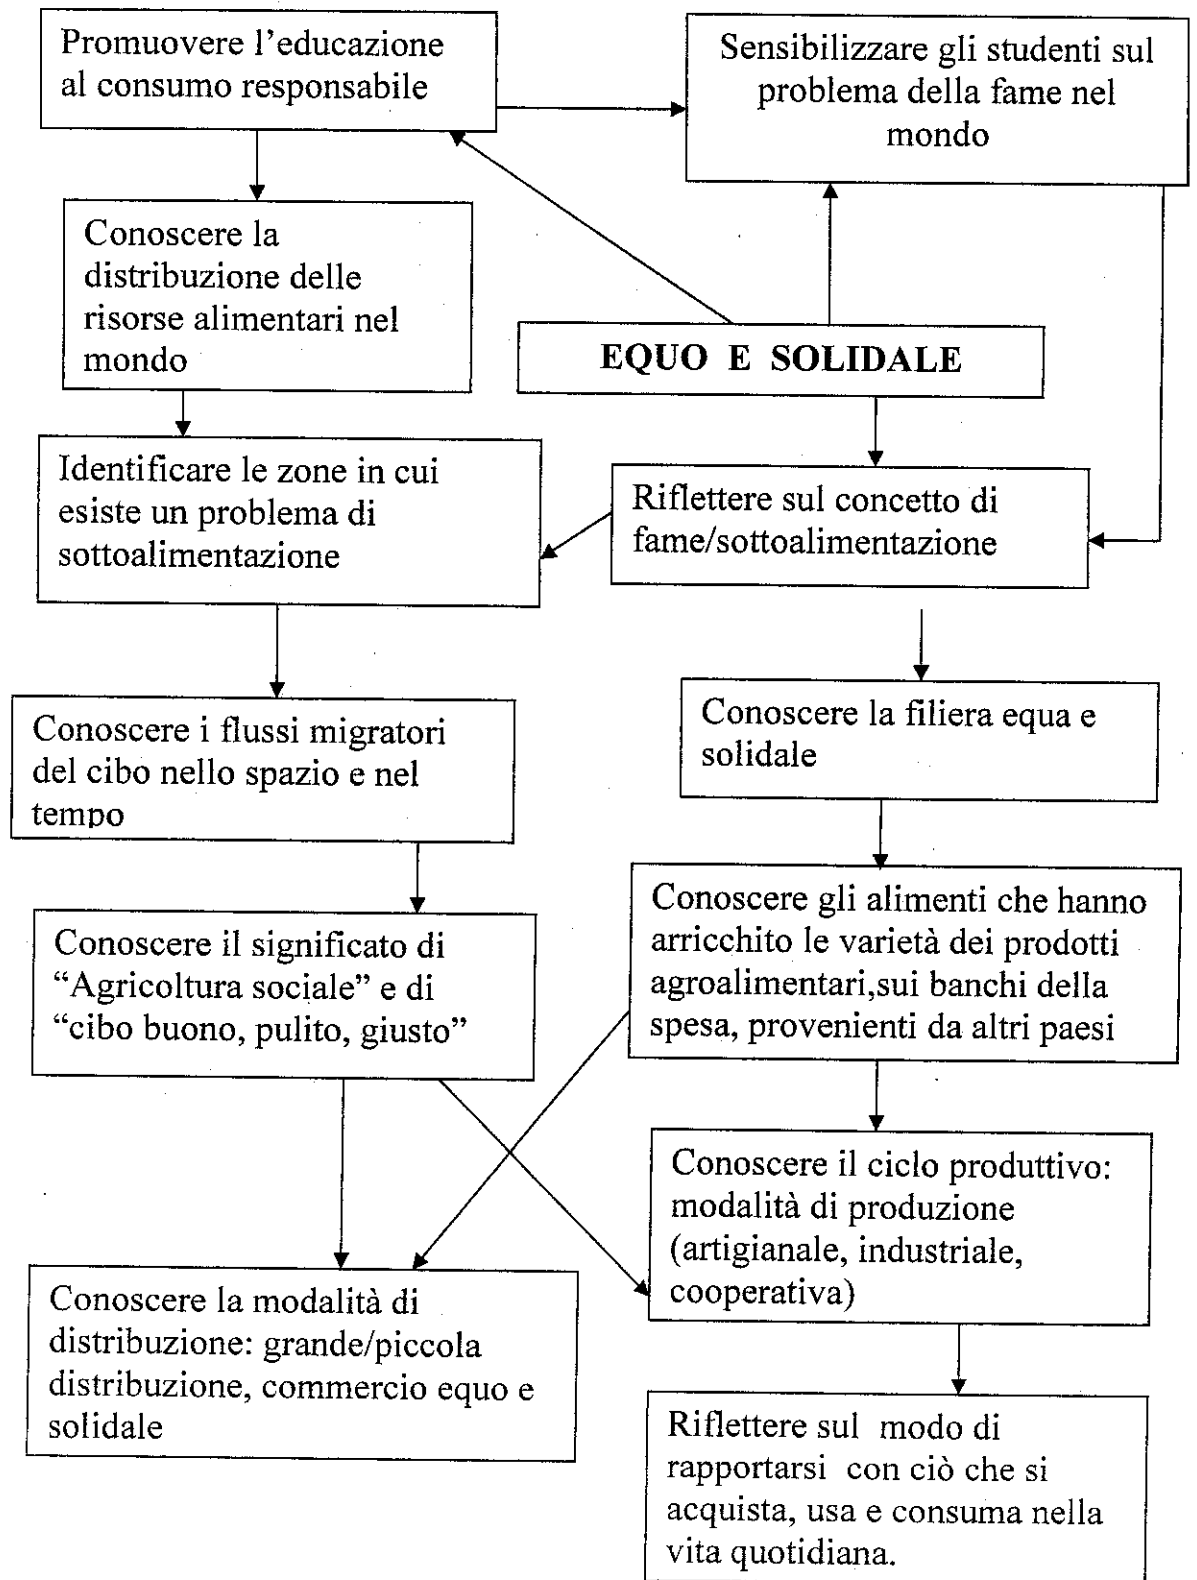 Promuovere l'educazione
al consumo responsabile
Sensibilizzare gli studenti sul
problema della fame nel
mondo
Conoscere la
distribuzione delle
risorse alimentari nel
mondo
EQUO E SOLIDALE
Identificare le zone in cui
esiste un problema di
sottoalimentazione
Riflettere sul concetto di
fame/sottoalimentazione
Conoscere i flussi migratori
del cibo nello spazio e nel
tempo
Conoscere la filiera equa e
solidale
Conoscere il significato di
“Agricoltura sociale” e di
“cibo buono, pulito, giusto”
Conoscere gli alimenti che hanno
arricchito le varietà dei prodotti
agroalimentari,sui banchi della
spesa, provenienti da altri paesi
Conoscere il ciclo produttivo:
modalità di produzione
(artigianale, industriale,
cooperativa)
Conoscere la modalità di
distribuzione: grande/piccola
distribuzione, commercio equo e
solidale
Riflettere sul modo di
rapportarsi con ciò che si
acquista, usa e consuma nella
vita quotidiana.